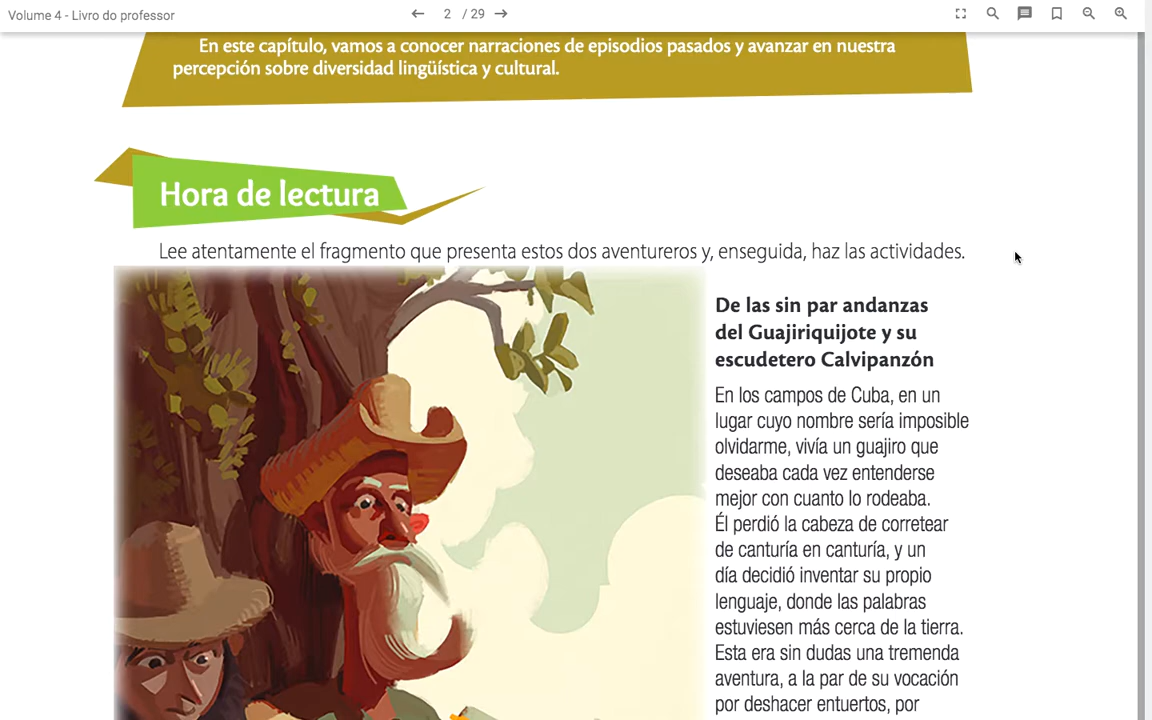 Volume 4 - Livro do professor
2 / 29
En este capítulo, vamos a conocer narraciones de episodios pasados y avanzar en nuestra
percepción sobre diversidad lingüística y cultural.
Hora de lectura
Lee atentamente el fragmento que presenta estos dos aventureros y, enseguida, haz las actividades.
De las sin par andanzas
del Guajiriquijote y su
escudetero Calvipanzón
En los campos de Cuba, en un
lugar cuyo nombre sería imposible
olvidarme, vivía un guajiro que
deseaba cada vez entenderse
mejor con cuanto lo rodeaba.
Él perdió la cabeza de corretear
de canturía en canturía, y un
día decidió inventar su propio
lenguaje, donde las palabras
estuviesen más cerca de la tierra.
Esta era sin dudas una tremenda
aventura, a la par de su vocación
por deshacer entuertos, por